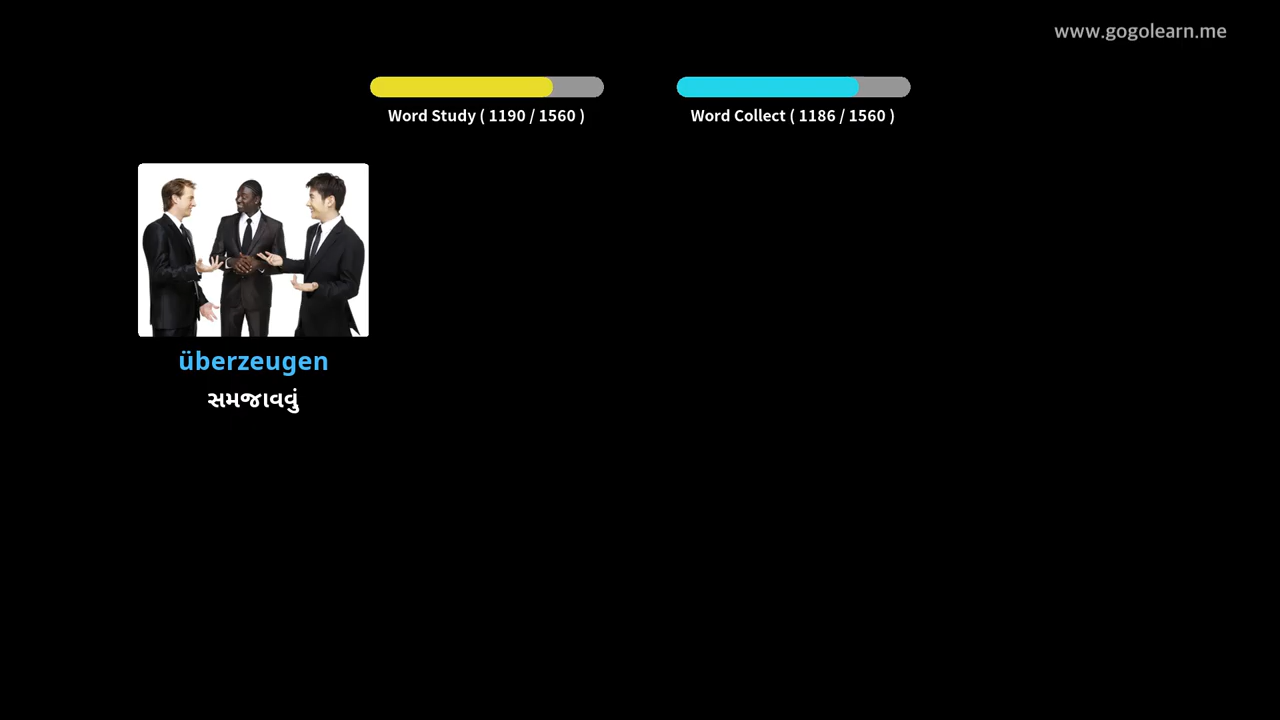 www.gogolearn.me
Word Study ( 1190 / 1560 )
Word Collect ( 1186 / 1560 )
überzeugen
સમજાવવું